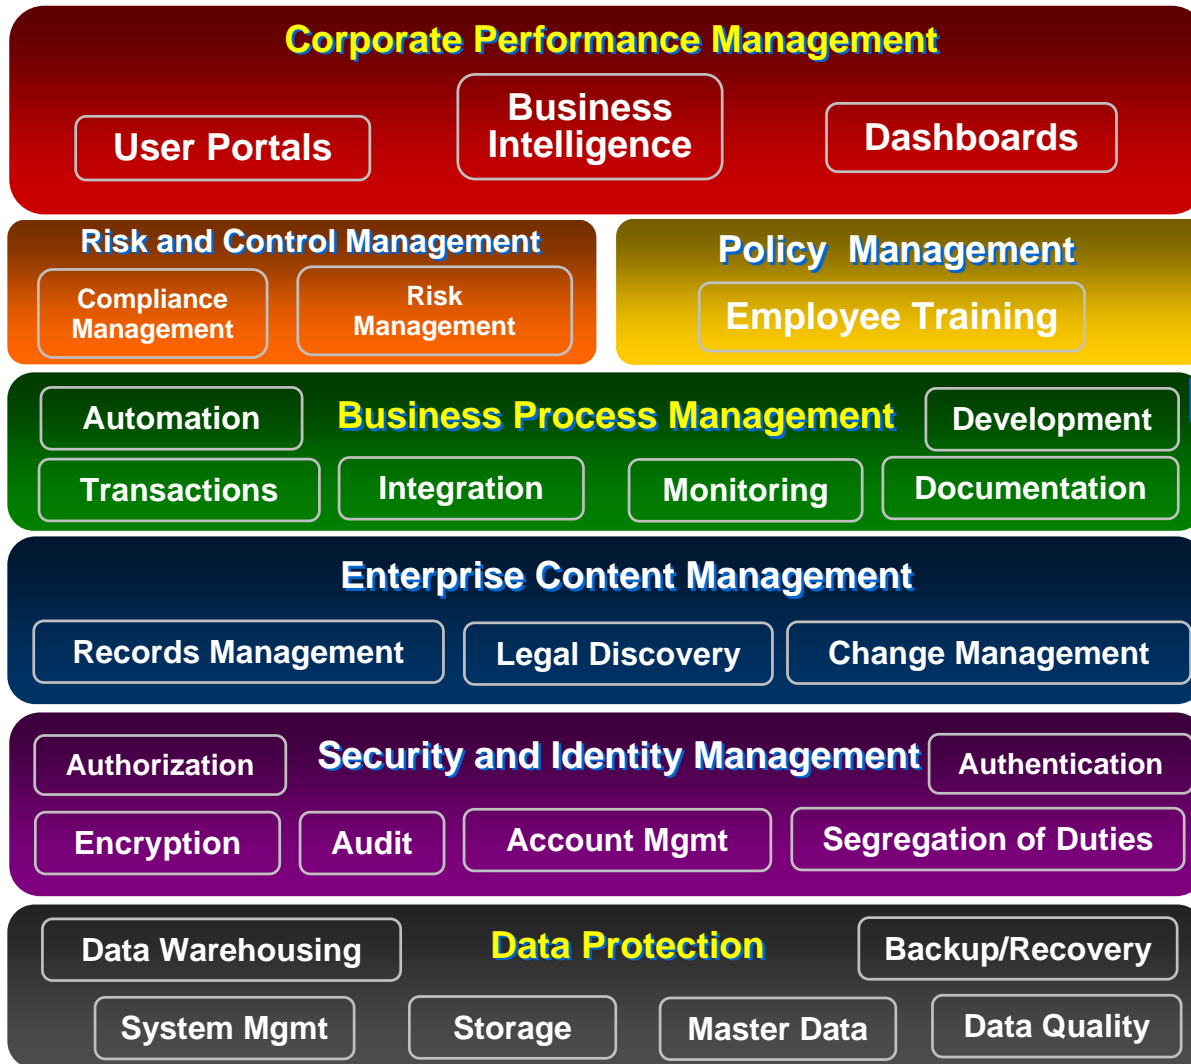 Corporate Performance Management
User Portals
Business
Intelligence
Dashboards
Risk and Control Management
Compliance
Management
Risk
Management
Policy  Management
Employee Training
Automation
Business Process Management
Development
Transactions
Integration
Monitoring
Documentation
Enterprise Content Management
Records Management
Legal Discovery
Change Management
Authorization
Security and Identity Management
Authentication
Encryption
Audit
Account Mgmt
Segregation of Duties
Data Warehousing
Data Protection
Backup/Recovery
System Mgmt
Storage
Master Data
Data Quality